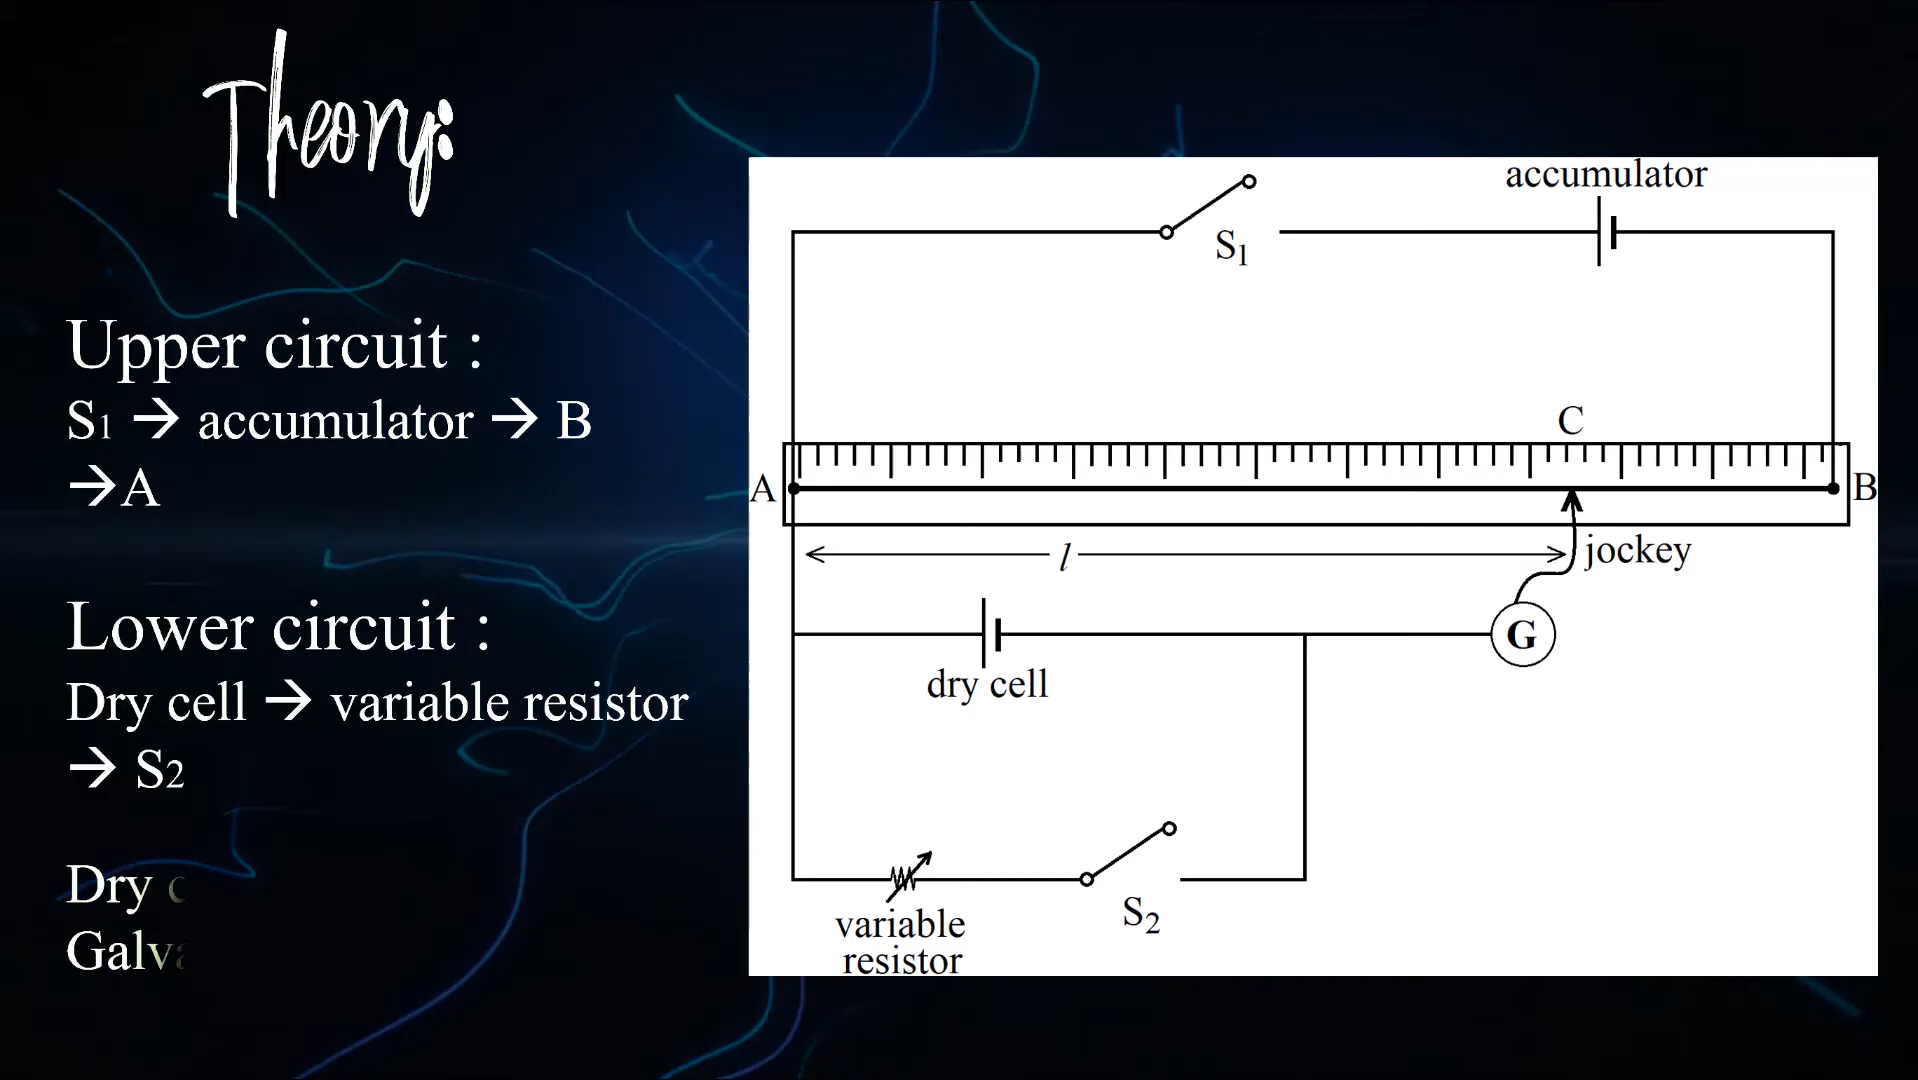 Theory:
Upper circuit :
S1 → accumulator → B
→A
Lower circuit :
Dry cell → variable resistor
→ S2
Dry
accumulator
S1
C
A
B
l
jockey
G
dry cell
S2
variable
resistor